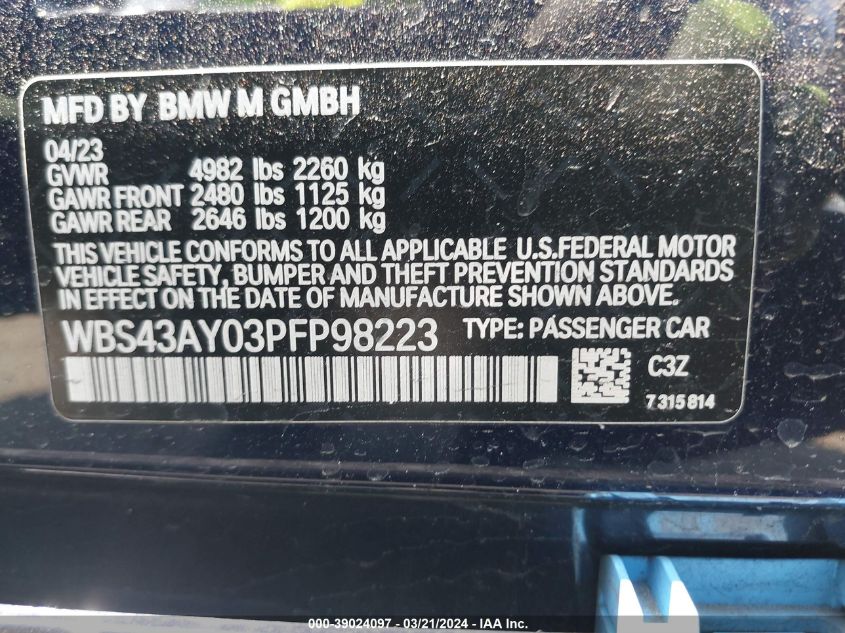 MFD BY BMW M GMBH
04/23
GVWR 4982 lbs 2260 kg
GAWR FRONT 2480 lbs 1125 kg
GAWR REAR 2646 lbs 1200 kg
THIS VEHICLE CONFORMS TO ALL APPLICABLE U.S.FEDERAL MOTOR
VEHICLE SAFETY, BUMPER AND THEFT PREVENTION STANDARDS
IN EFFECT ON THE DATE OF MANUFACTURE SHOWN ABOVE.
WBS43AY03PFP98223 TYPE: PASSENGER CAR
C3Z
7315814
000-39024097 — 03/21/2024 — IAA Inc.